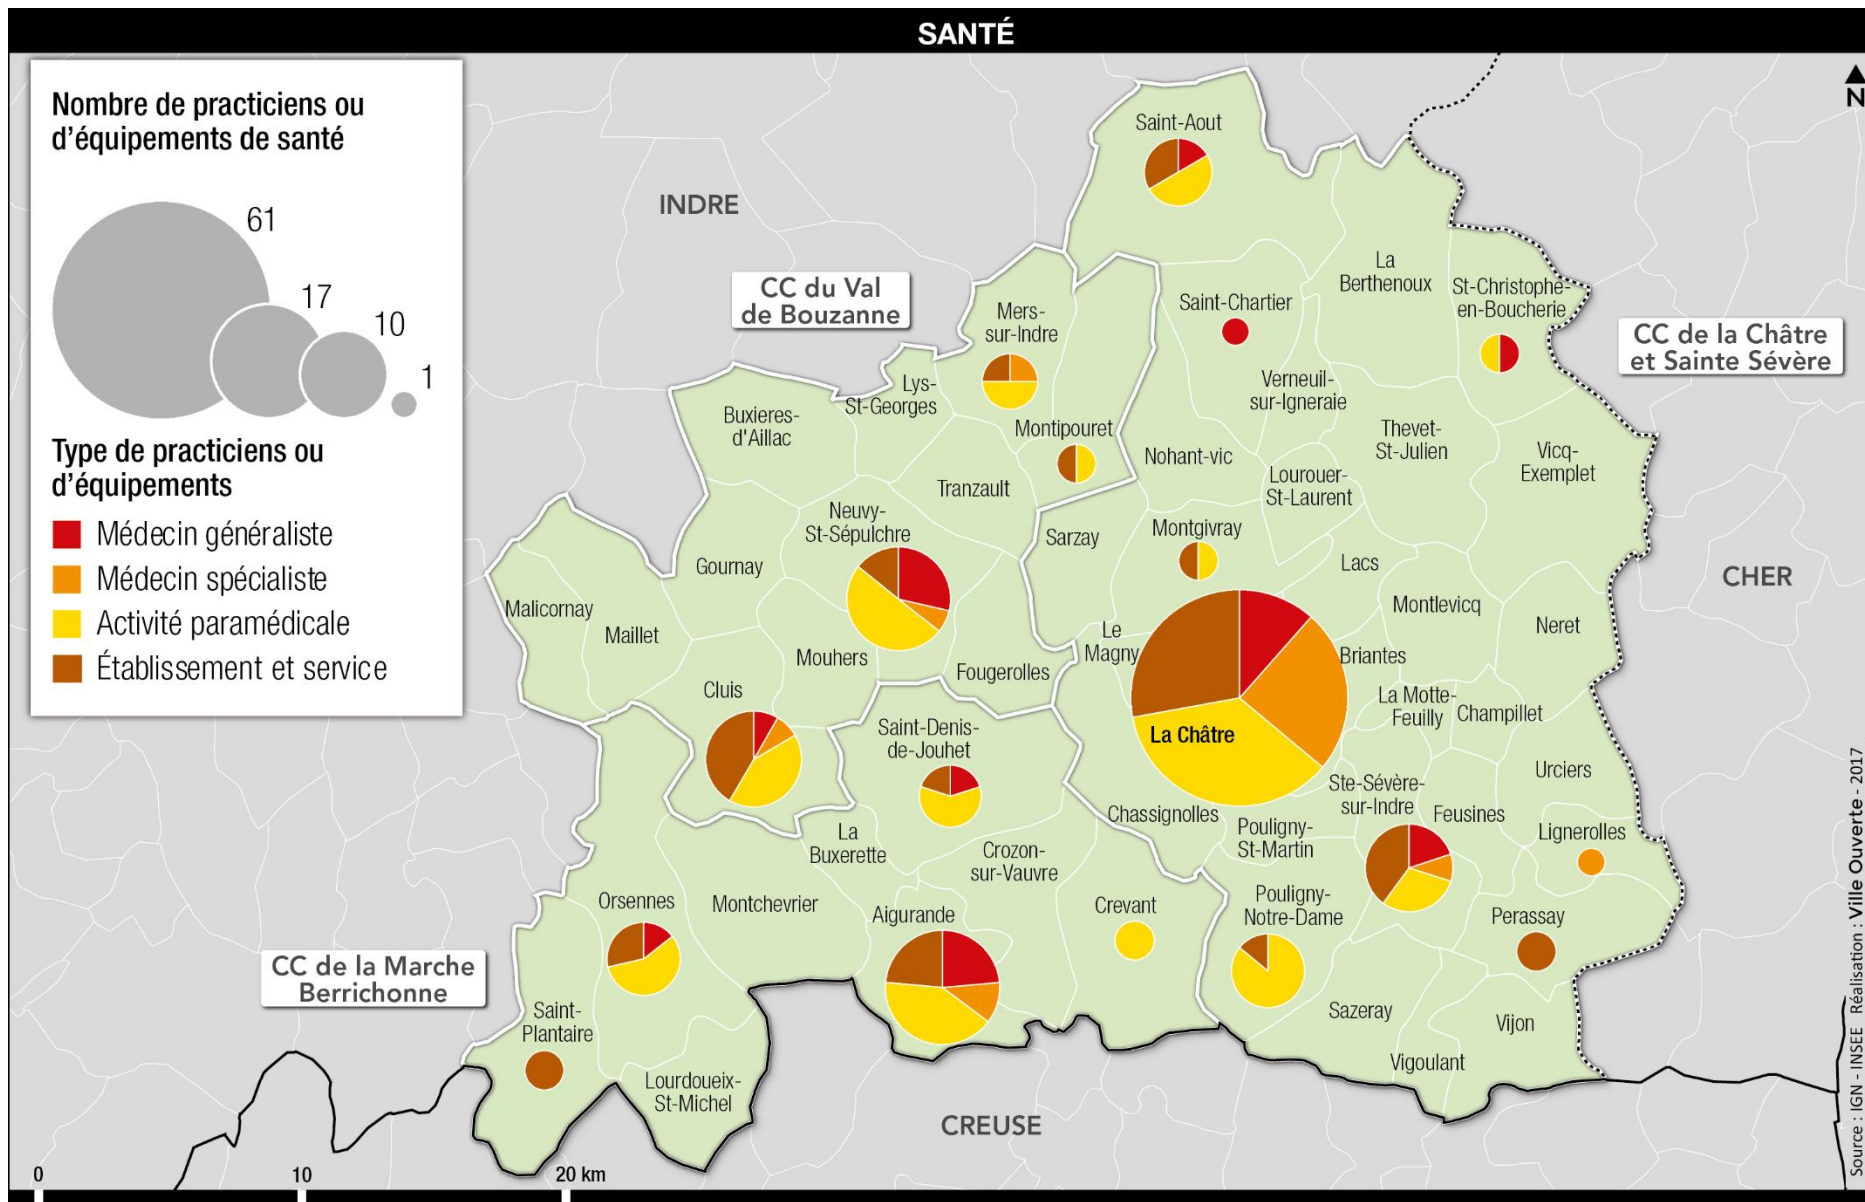 SANTÉ
N
Nombre de practiciens ou
d'équipements de santé
61
17
10
1
Type de practiciens ou
d'équipements
Médecin généraliste
Médecin spécialiste
Activité paramédicale
Établissement et service
INDRE
CC du Val
de Bouzanne
CC de la Châtre
et Sainte Sévère
CHER
CC de la Marche
Berrichonne
CREUSE
Saint-Aout
La
Berthenoux
St-Christophe-
en-Boucherie
Saint-Chartier
Mers-
sur-Indre
Lys-
St-Georges
Verneuil-
sur-Igneraie
Buxieres-
d'Aillac
Montipouret
Nohant-vic
Thevet-
St-Julien
Vicq-
Exemplet
Lourouer-
St-Laurent
Tranzault
Neuvy-
St-Sépulchre
Sarzay
Montgivray
Gournay
Lacs
Malicornay
Maillet
Montlevicq
Neret
Le
Magny
Mouhers
Fougerolles
Briantes
Cluis
La Motte-
Feuilly
Champillet
Saint-Denis-
de-Jouhet
La Châtre
Urciers
Ste-Sévère-
sur-Indre
Chassignolles
Feusines
Pouligny-
St-Martin
Lignerolles
La
Buxerette
Crozon-
sur-Vauvre
Orsennes
Montchevrier
Aigurande
Crevant
Pouligny-
Notre-Dame
Perassay
Saint-
Plantaire
Sazeray
Vijon
Vigoulant
Lourdoueix-
St-Michel
0
10
20 km
Source : IGN - INSEE Réalisation : Ville Ouverte - 2017